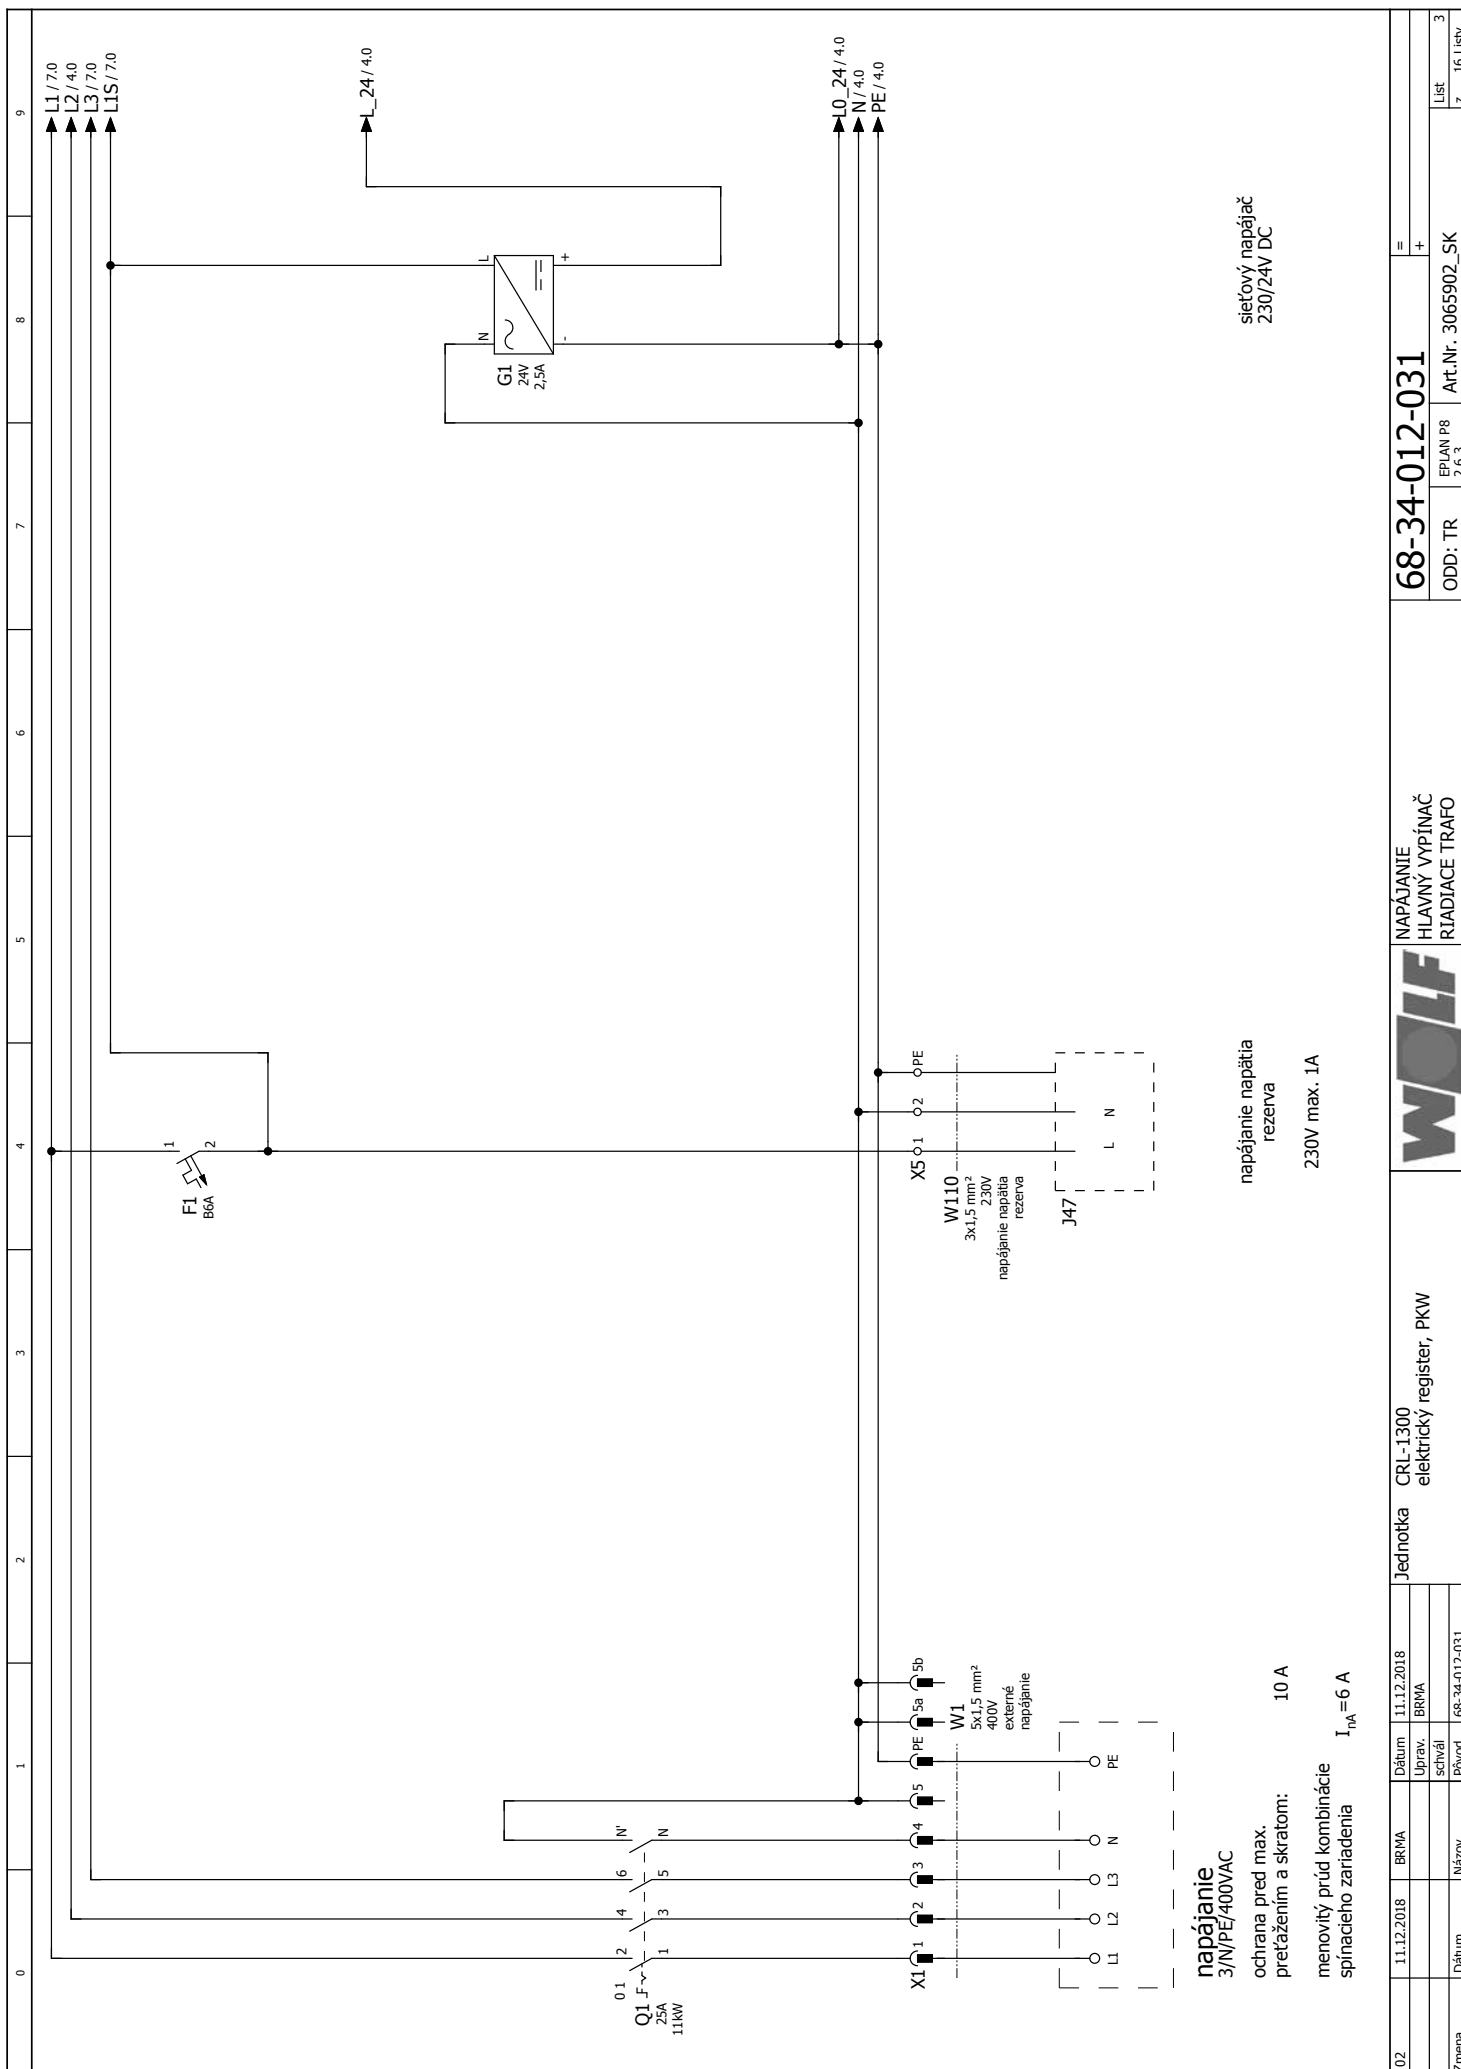 0 1 2 3 4 5 6 7 8 9
L1 / 7.0
L2 / 4.0
L3 / 7.0
L1S / 7.0
L_24 / 4.0
L0_24 / 4.0
N / 4.0
PE / 4.0
F1
B6A
1
2
G1
24V
2,5A
N
L
-
+
0 1
Q1
25A
11kW
2 4 6 N'
1 3 5 N
X1
1 2 3 4 5 PE 5a 5b
W1
5x1,5 mm²
400V
externé
napájanie
L1 L2 L3 N PE
X5
1 2 PE
W110
3x1,5 mm²
230V
napájanie napätia
rezerva
J47
L N
napájanie
3/N/PE/400VAC
ochrana pred max.
preťažením a skratom: 10 A
menovitý prúd kombinácie
spínacieho zariadenia InA=6 A
napájanie napätia
rezerva
230V max. 1A
sieťový napájač
230/24V DC
02 11.12.2018 BRMA
Zmena Dátum Názov
Dátum 11.12.2018
Uprav. BRMA
schvál
Pôvod 68-34-012-031
Jednotka CRL-1300
elektrický register, PKW
WOLF
NAPÁJANIE
HLAVNÝ VYPÍNAČ
RIADIACE TRAFO
68-34-012-031
=
+
ODD: TR
EPLAN P8
2.6.3
Art.Nr. 3065902_SK
List 3
z 16 Listy